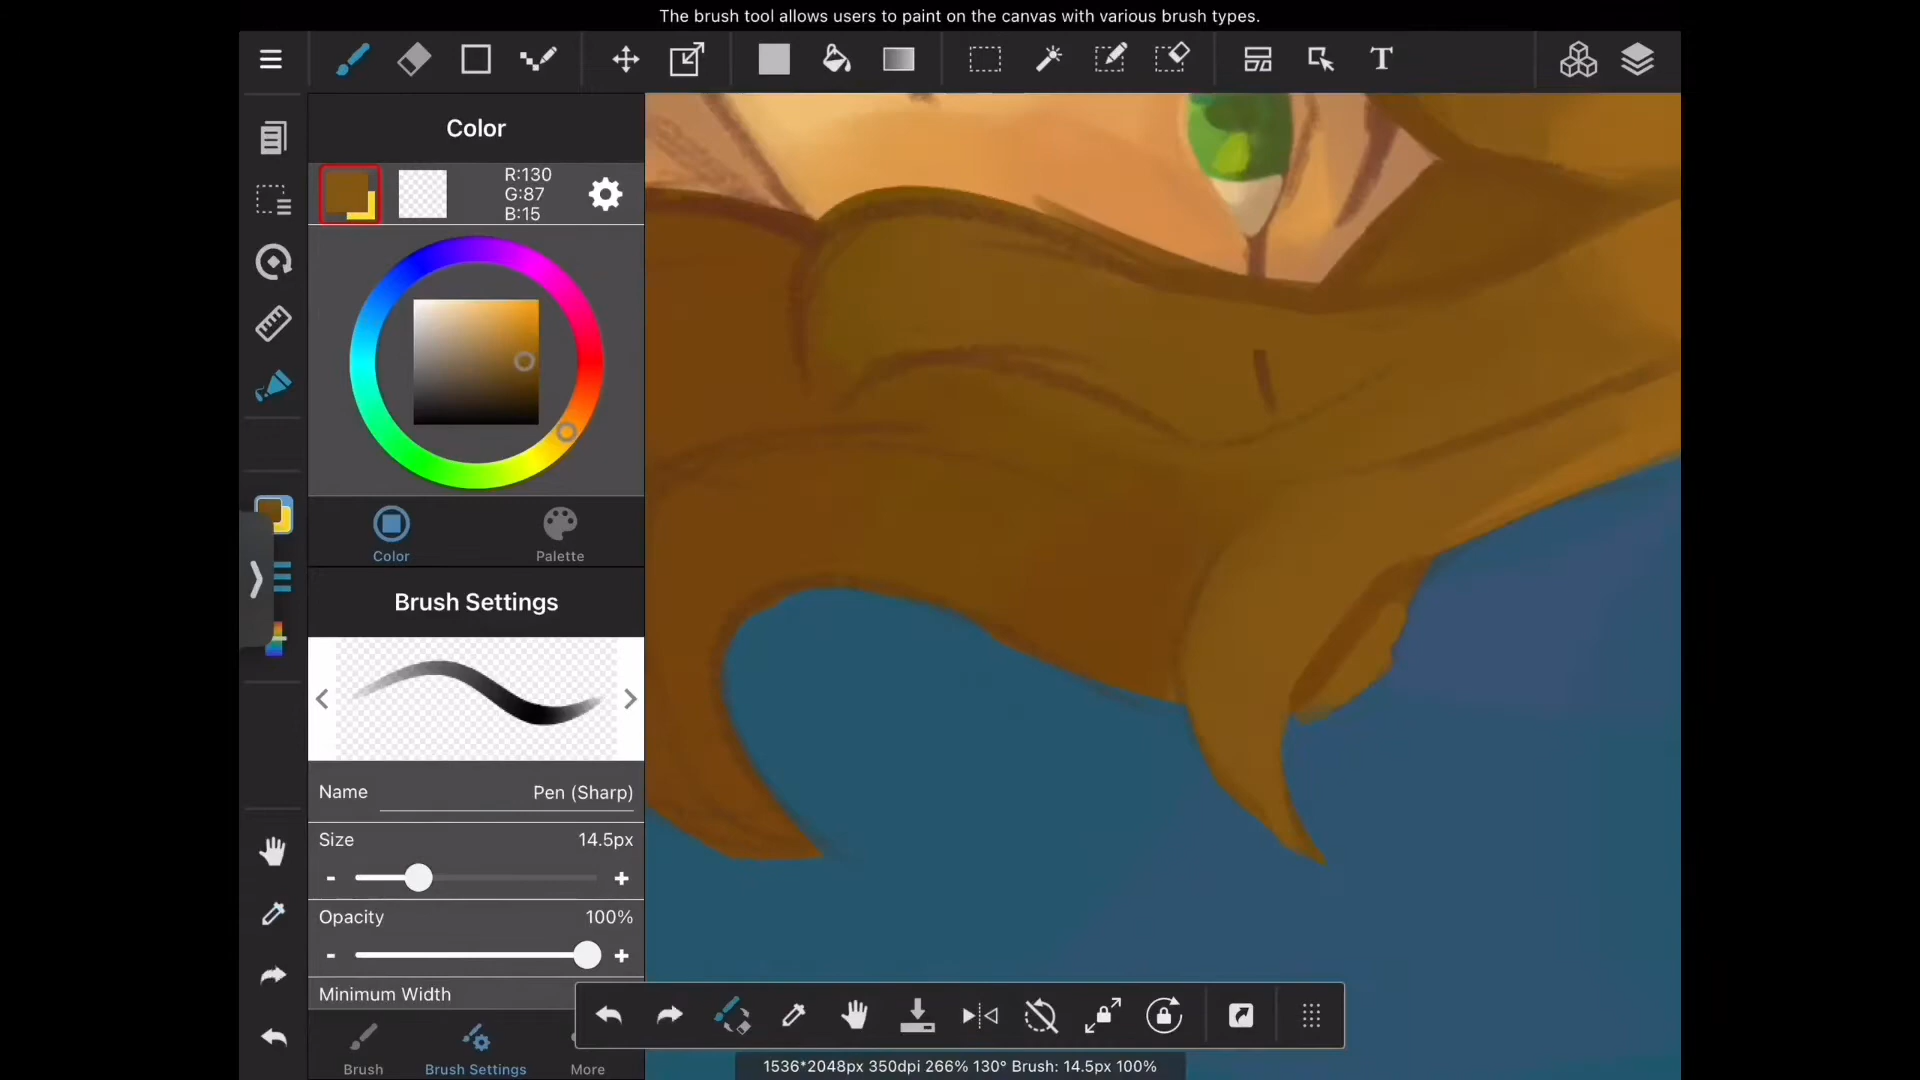 The brush tool allows users to paint on the canvas with various brush types.
T
Color
R:130
G:87
B:15
Color
Palette
Brush Settings
Name
Pen (Sharp)
Size
14.5px
-
+
Opacity
100%
-
+
Minimum Width
Brush
Brush Settings
More
1536*2048px 350dpi 266% 130° Brush: 14.5px 100%